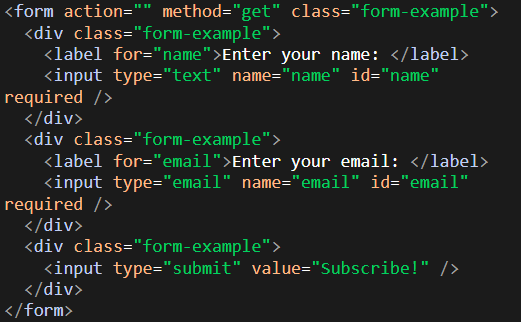 <form action="" method="get" class="form-example">
  <div class="form-example">
    <label for="name">Enter your name: </label>
    <input type="text" name="name" id="name"
required />
  </div>
  <div class="form-example">
    <label for="email">Enter your email: </label>
    <input type="email" name="email" id="email"
required />
  </div>
  <div class="form-example">
    <input type="submit" value="Subscribe!" />
  </div>
</form>